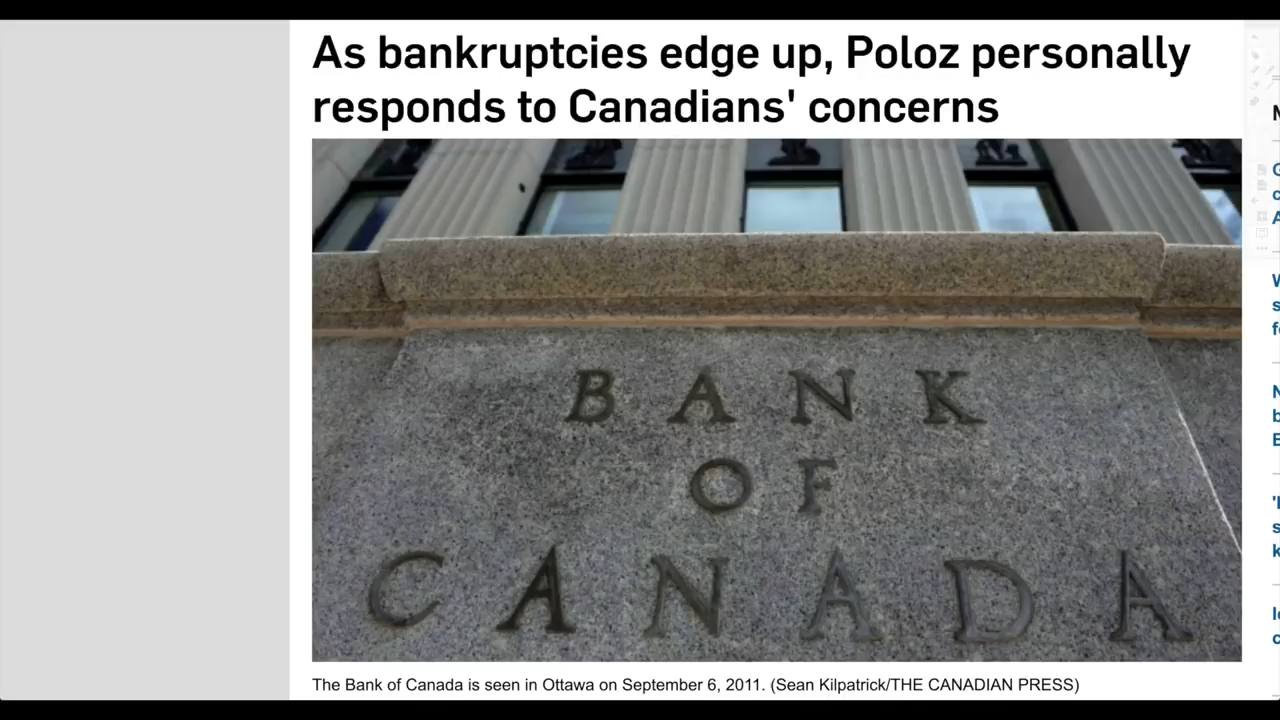 As bankruptcies edge up, Poloz personally
responds to Canadians' concerns
BANK
OF
CANADA
The Bank of Canada is seen in Ottawa on September 6, 2011. (Sean Kilpatrick/THE CANADIAN PRESS)